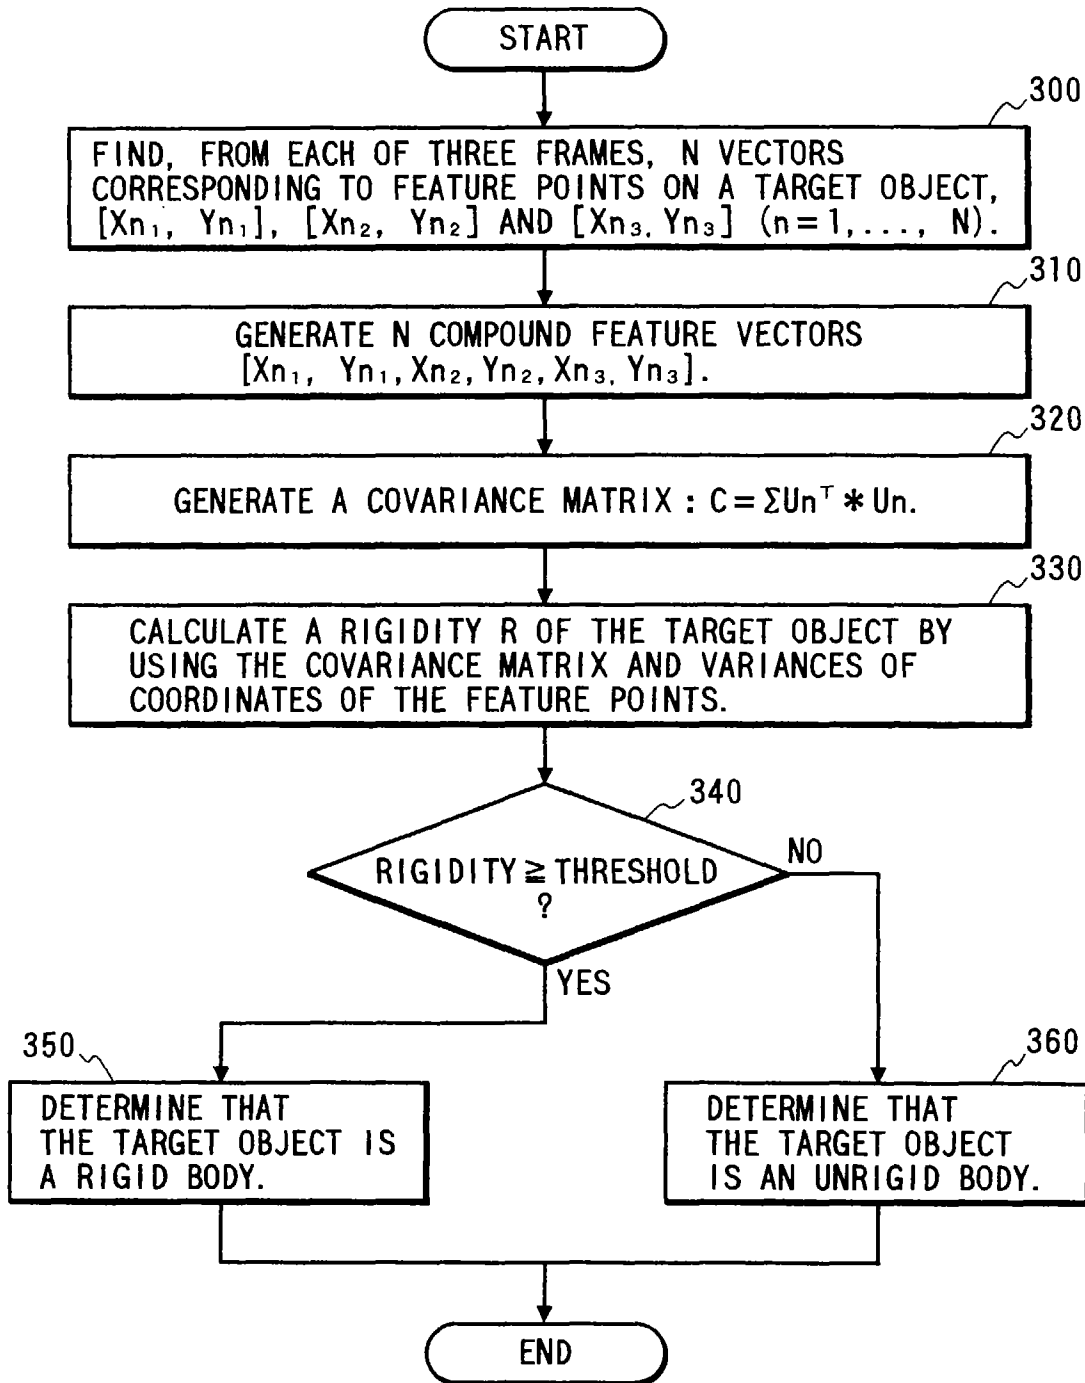 START
300
FIND, FROM EACH OF THREE FRAMES, N VECTORS
CORRESPONDING TO FEATURE POINTS ON A TARGET OBJECT,
[Xn₁, Yn₁], [Xn₂, Yn₂] AND [Xn₃, Yn₃] (n=1,..., N).
310
GENERATE N COMPOUND FEATURE VECTORS
[Xn₁, Yn₁, Xn₂, Yn₂, Xn₃, Yn₃].
320
GENERATE A COVARIANCE MATRIX : C=ΣUnᵀ * Un.
330
CALCULATE A RIGIDITY R OF THE TARGET OBJECT BY
USING THE COVARIANCE MATRIX AND VARIANCES OF
COORDINATES OF THE FEATURE POINTS.
340
RIGIDITY ≧ THRESHOLD
?
NO
YES
350
DETERMINE THAT
THE TARGET OBJECT IS
A RIGID BODY.
360
DETERMINE THAT
THE TARGET OBJECT
IS AN UNRIGID BODY.
END